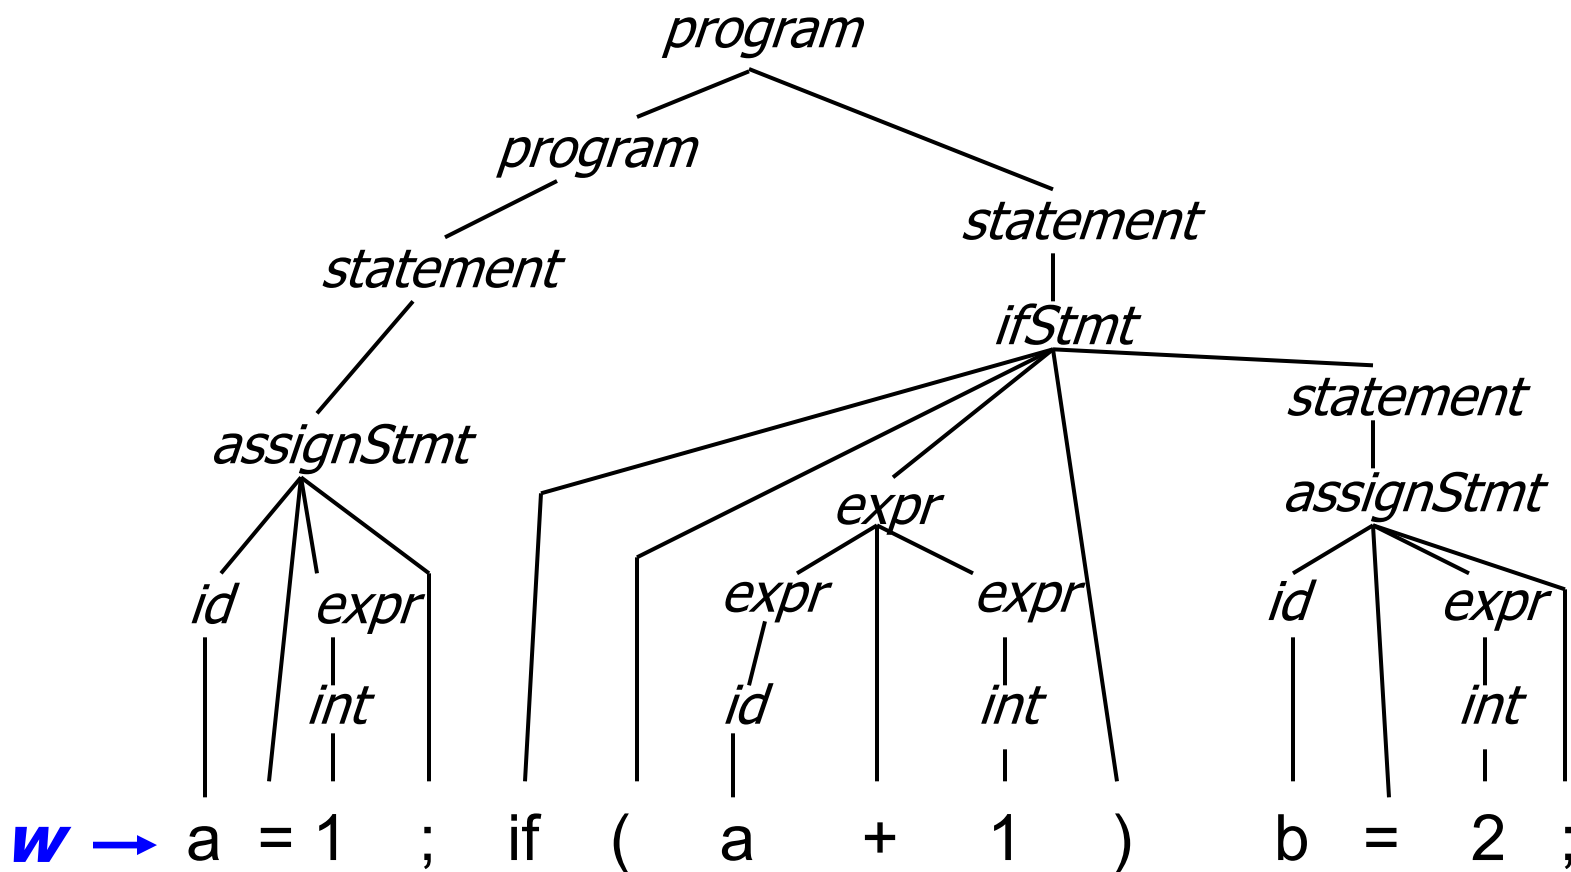 program
program
statement
statement
ifStmt
statement
assignStmt
assignStmt
expr
id expr expr expr id expr
int id int int
w a = 1 ; if ( a + 1 ) b = 2 ;